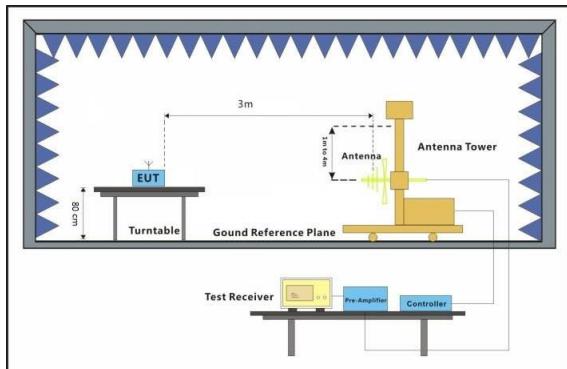 3m
1m to 4m
Antenna
Antenna Tower
EUT
80 cm
Turntable
Gound Reference Plane
Test Receiver
Pre-Amplifier
Controller